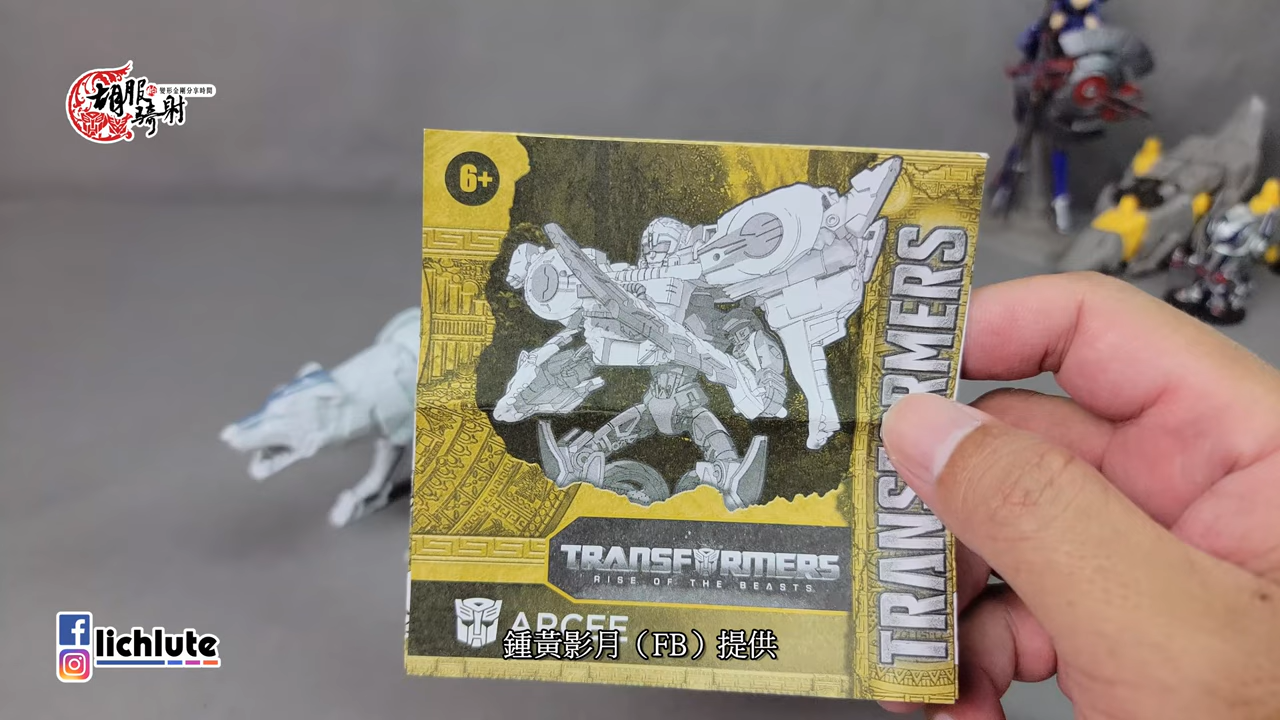 胡服騎射
的
變形金剛分享時間
6+
TRANSFORMERS
TRANSFORMERS
RISE OF THE BEASTS
ARCEE
鍾黃影月（FB）提供
lichlute